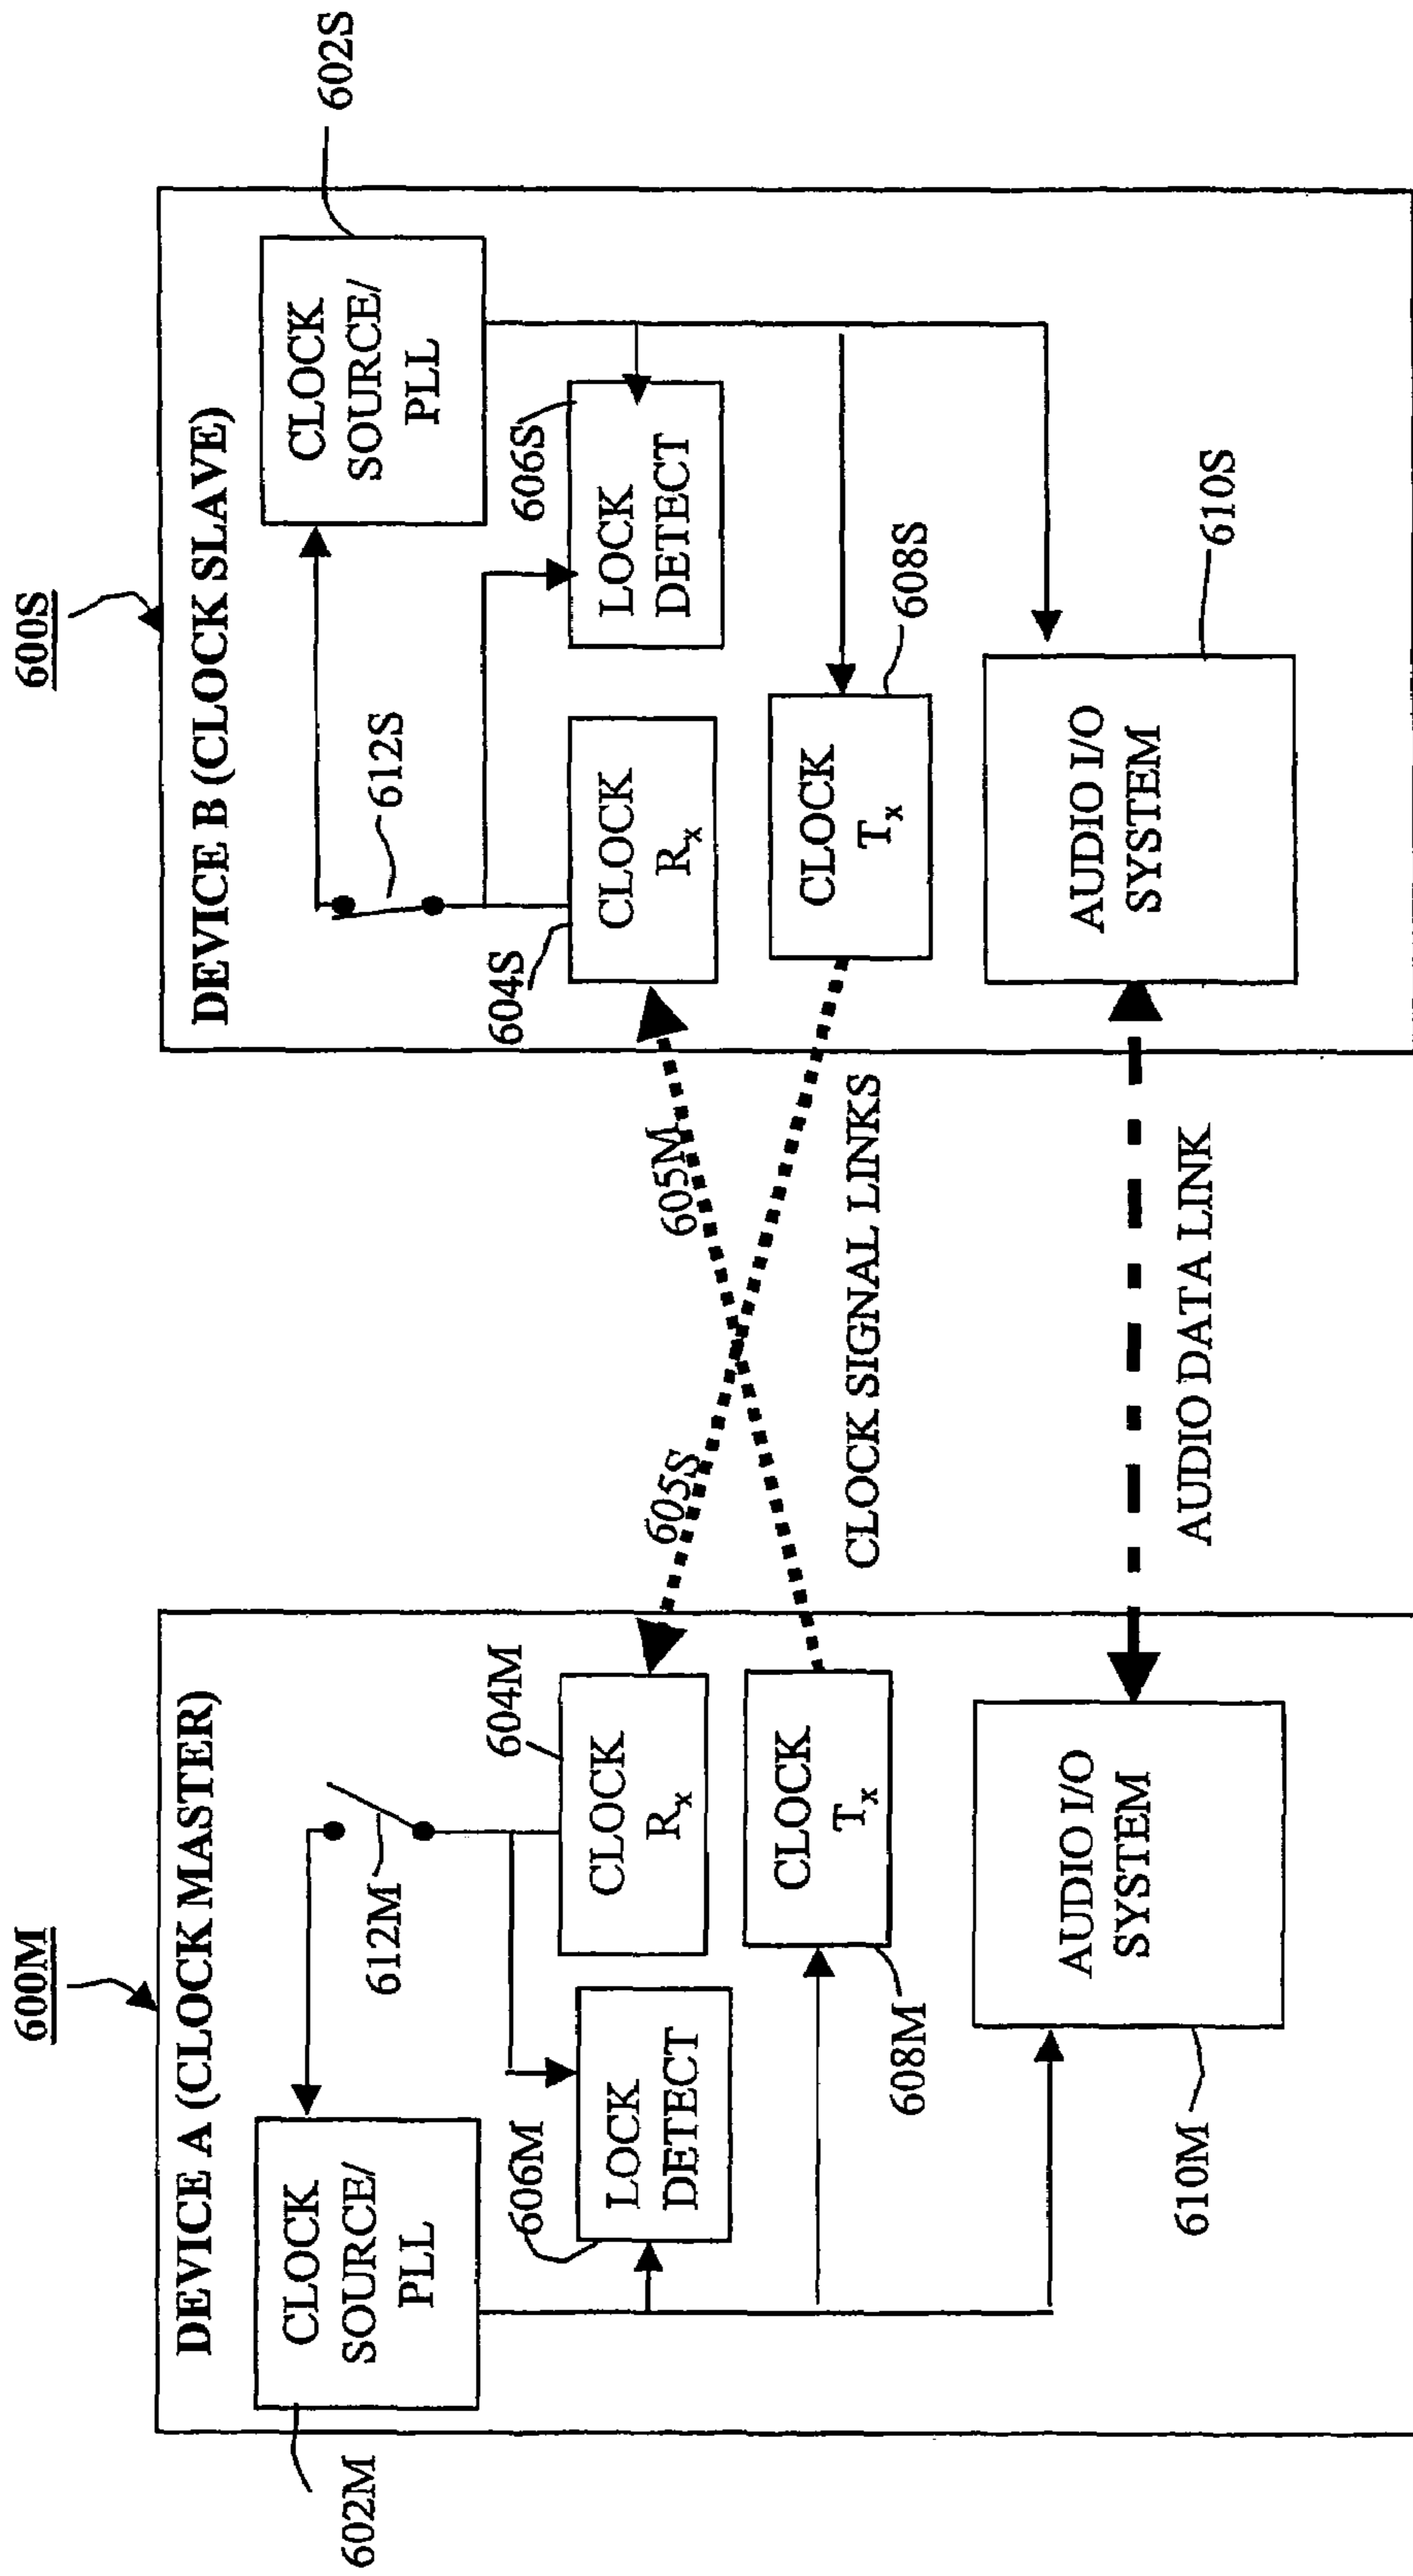 600M
DEVICE A (CLOCK MASTER)
602M
CLOCK
SOURCE/
PLL
612M
606M
LOCK
DETECT
604M
CLOCK
Rx
CLOCK
Tx
608M
AUDIO I/O
SYSTEM
610M
605S
605M
CLOCK SIGNAL LINKS
AUDIO DATA LINK
600S
DEVICE B (CLOCK SLAVE)
602S
CLOCK
SOURCE/
PLL
612S
606S
LOCK
DETECT
604S
CLOCK
Rx
CLOCK
Tx
608S
AUDIO I/O
SYSTEM
610S